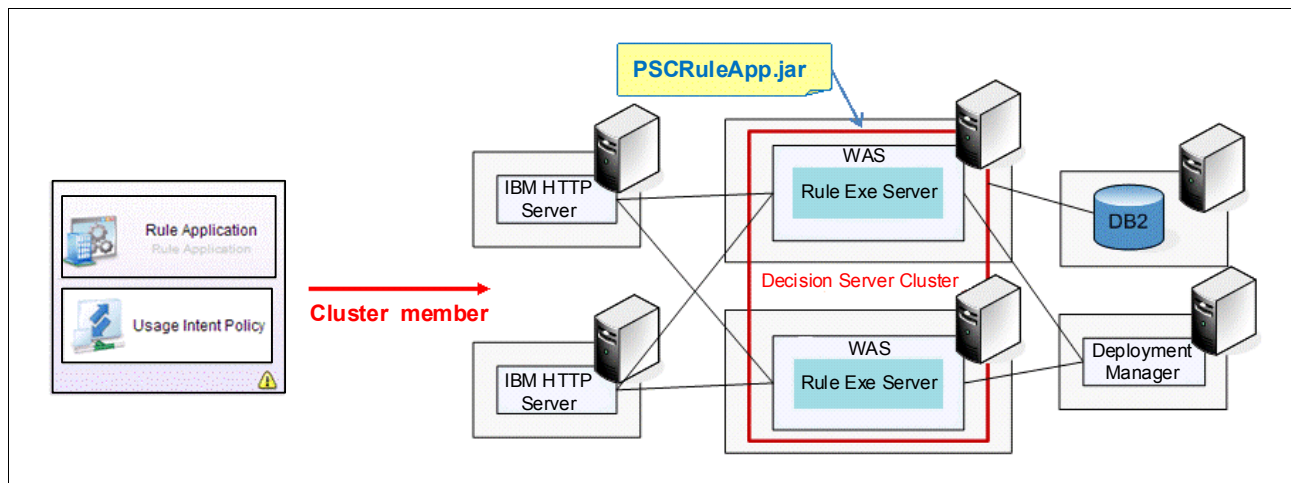 PSCRuleApp.jar
WAS
Rule Exe Server
IBM HTTP
Server
DB2
Rule Application
Rule Application
Decision Server Cluster
Cluster member
Usage Intent Policy
WAS
Rule Exe Server
IBM HTTP
Server
Deployment
Manager